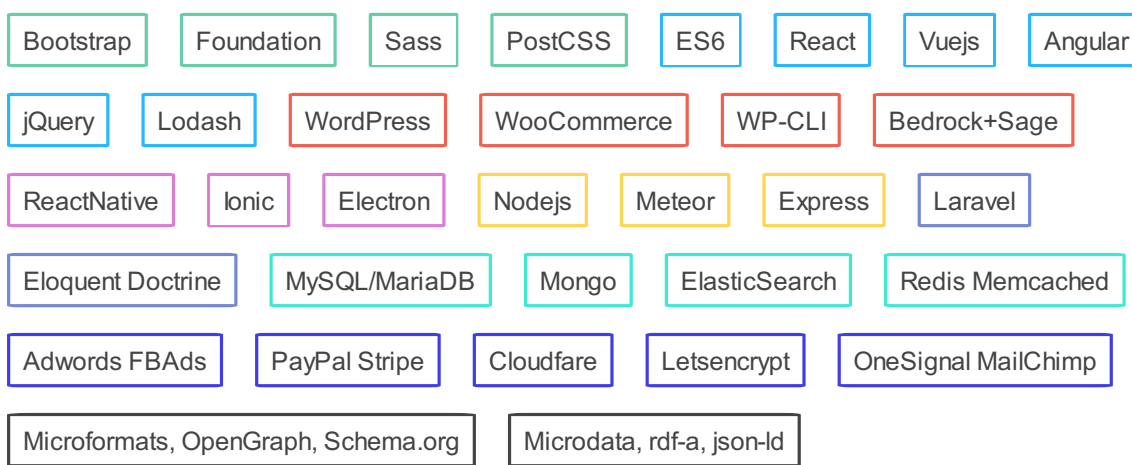 Bootstrap Foundation Sass PostCSS ES6 React Vuejs Angular
jQuery Lodash WordPress WooCommerce WP-CLI Bedrock+Sage
ReactNative Ionic Electron Nodejs Meteor Express Laravel
Eloquent Doctrine MySQL/MariaDB Mongo ElasticSearch Redis Memcached
Adwords FBAds PayPal Stripe Cloudfare Letsencrypt OneSignal MailChimp
Microformats, OpenGraph, Schema.org Microdata, rdf-a, json-ld